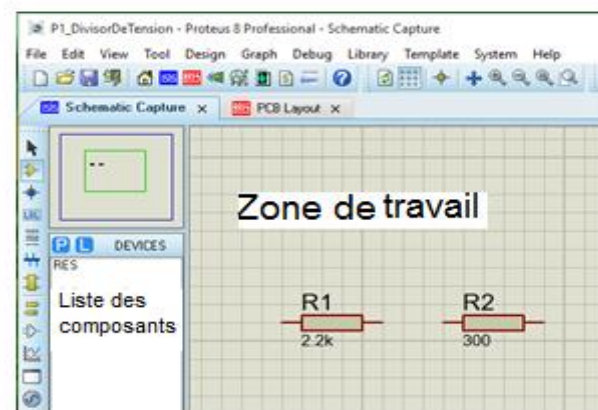 P1_DivisorDeTension - Proteus 8 Professional - Schematic Capture
File Edit View Tool Design Graph Debug Library Template System Help
Schematic Capture x PCB Layout x
Zone de travail
P L DEVICES
RES
Liste des
composants
R1 R2
2.2k 300